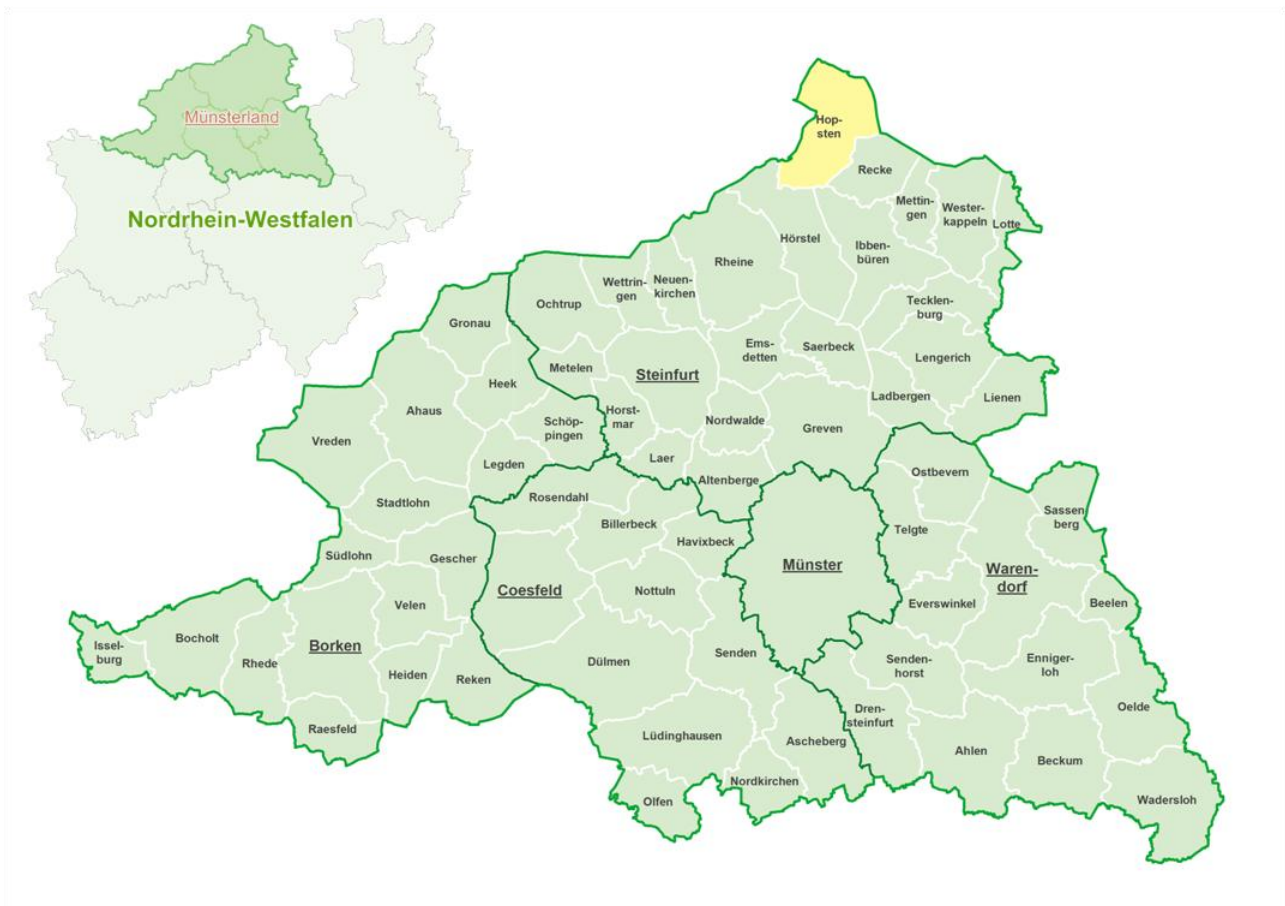 Münsterland
Nordrhein-Westfalen
Hop-
sten
Recke
Mettin-
gen
Wester-
kappeln
Lotte
Hörstel
Ibben-
büren
Rheine
Neuen-
kirchen
Wettrin-
gen
Ochtrup
Tecklen-
burg
Gronau
Ems-
detten
Saerbeck
Lengerich
Metelen
Steinfurt
Heek
Ladbergen
Lienen
Ahaus
Horst-
mar
Nordwalde
Greven
Schöp-
pingen
Vreden
Laer
Legden
Altenberge
Ostbevern
Rosendahl
Stadtlohn
Billerbeck
Sassen
berg
Telgte
Havixbeck
Südlohn
Gescher
Münster
Waren-
dorf
Coesfeld
Nottuln
Velen
Everswinkel
Beelen
Bocholt
Issel-
burg
Rhede
Borken
Senden
Dülmen
Senden-
horst
Enniger-
loh
Heiden
Reken
Oelde
Raesfeld
Dren-
steinfurt
Lüdinghausen
Ascheberg
Ahlen
Beckum
Nordkirchen
Olfen
Wadersloh